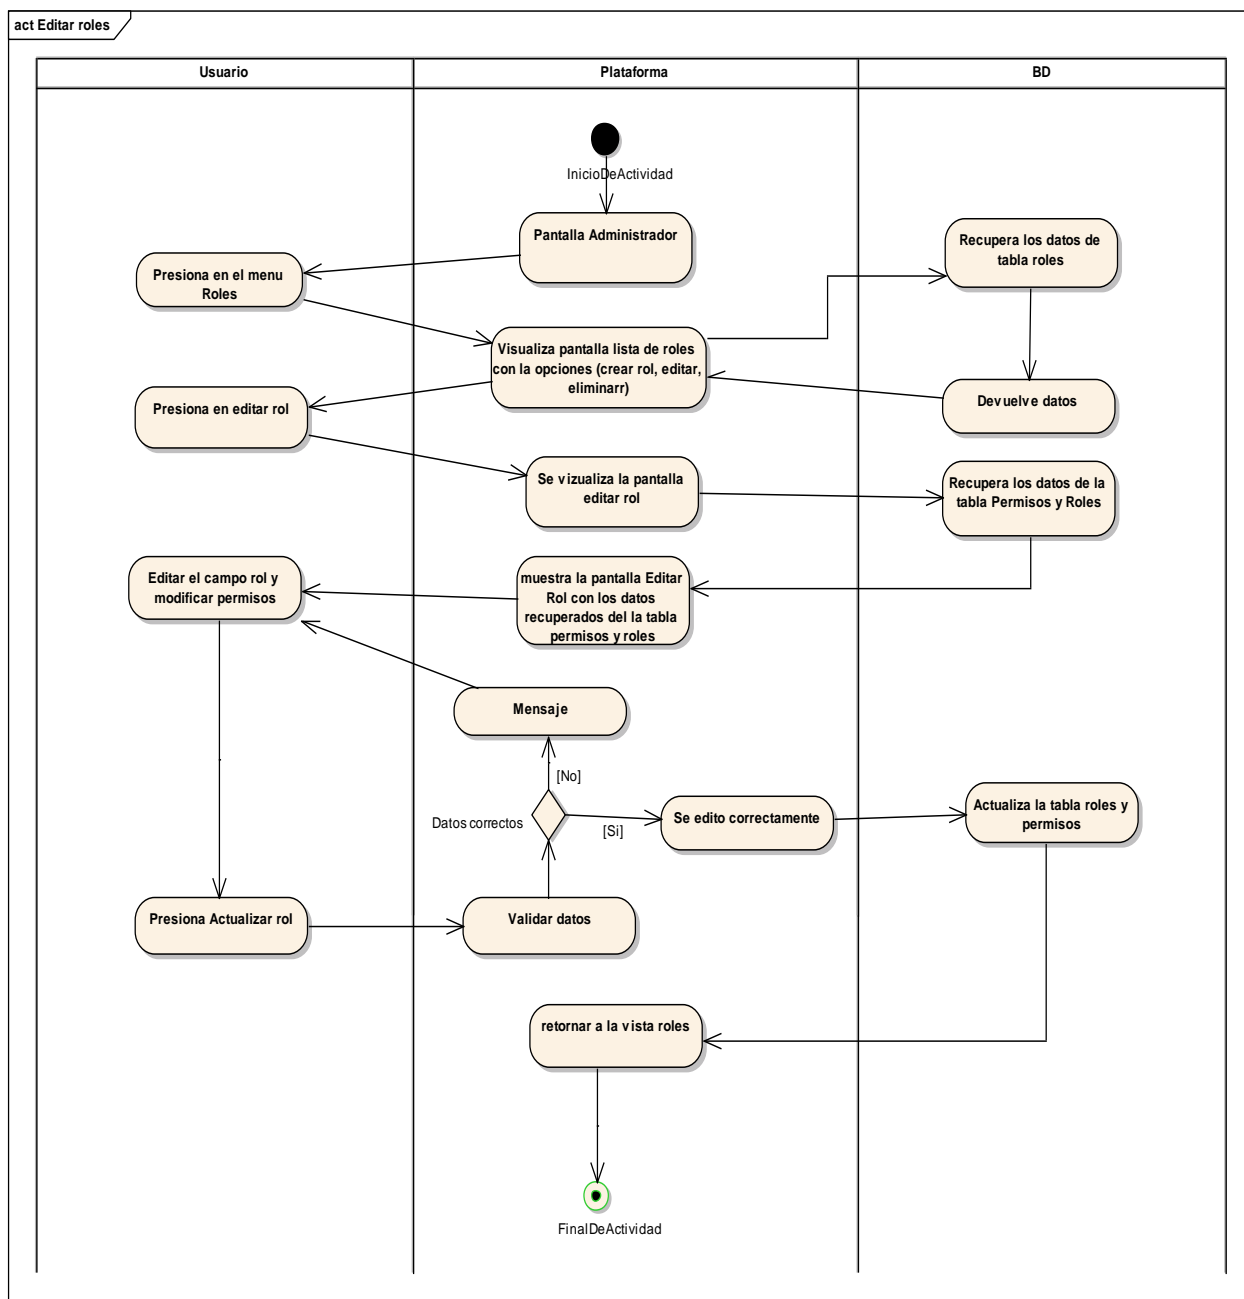 act Editar roles
Usuario
Plataforma
BD
InicioDeActividad
Pantalla Administrador
Recupera los datos de
tabla roles
Presiona en el menu
Roles
Visualiza pantalla lista de roles
con la opciones (crear rol, editar,
eliminarr)
Devuelve datos
Presiona en editar rol
Se vizualiza la pantalla
editar rol
Recupera los datos de la
tabla Permisos y Roles
Editar el campo rol y
modificar permisos
muestra la pantalla Editar
Rol con los datos
recuperados del la tabla
permisos y roles
Mensaje
[No]
Datos correctos
[Si]
Se edito correctamente
Actualiza la tabla roles y
permisos
Presiona Actualizar rol
Validar datos
retornar a la vista roles
FinalDeActividad